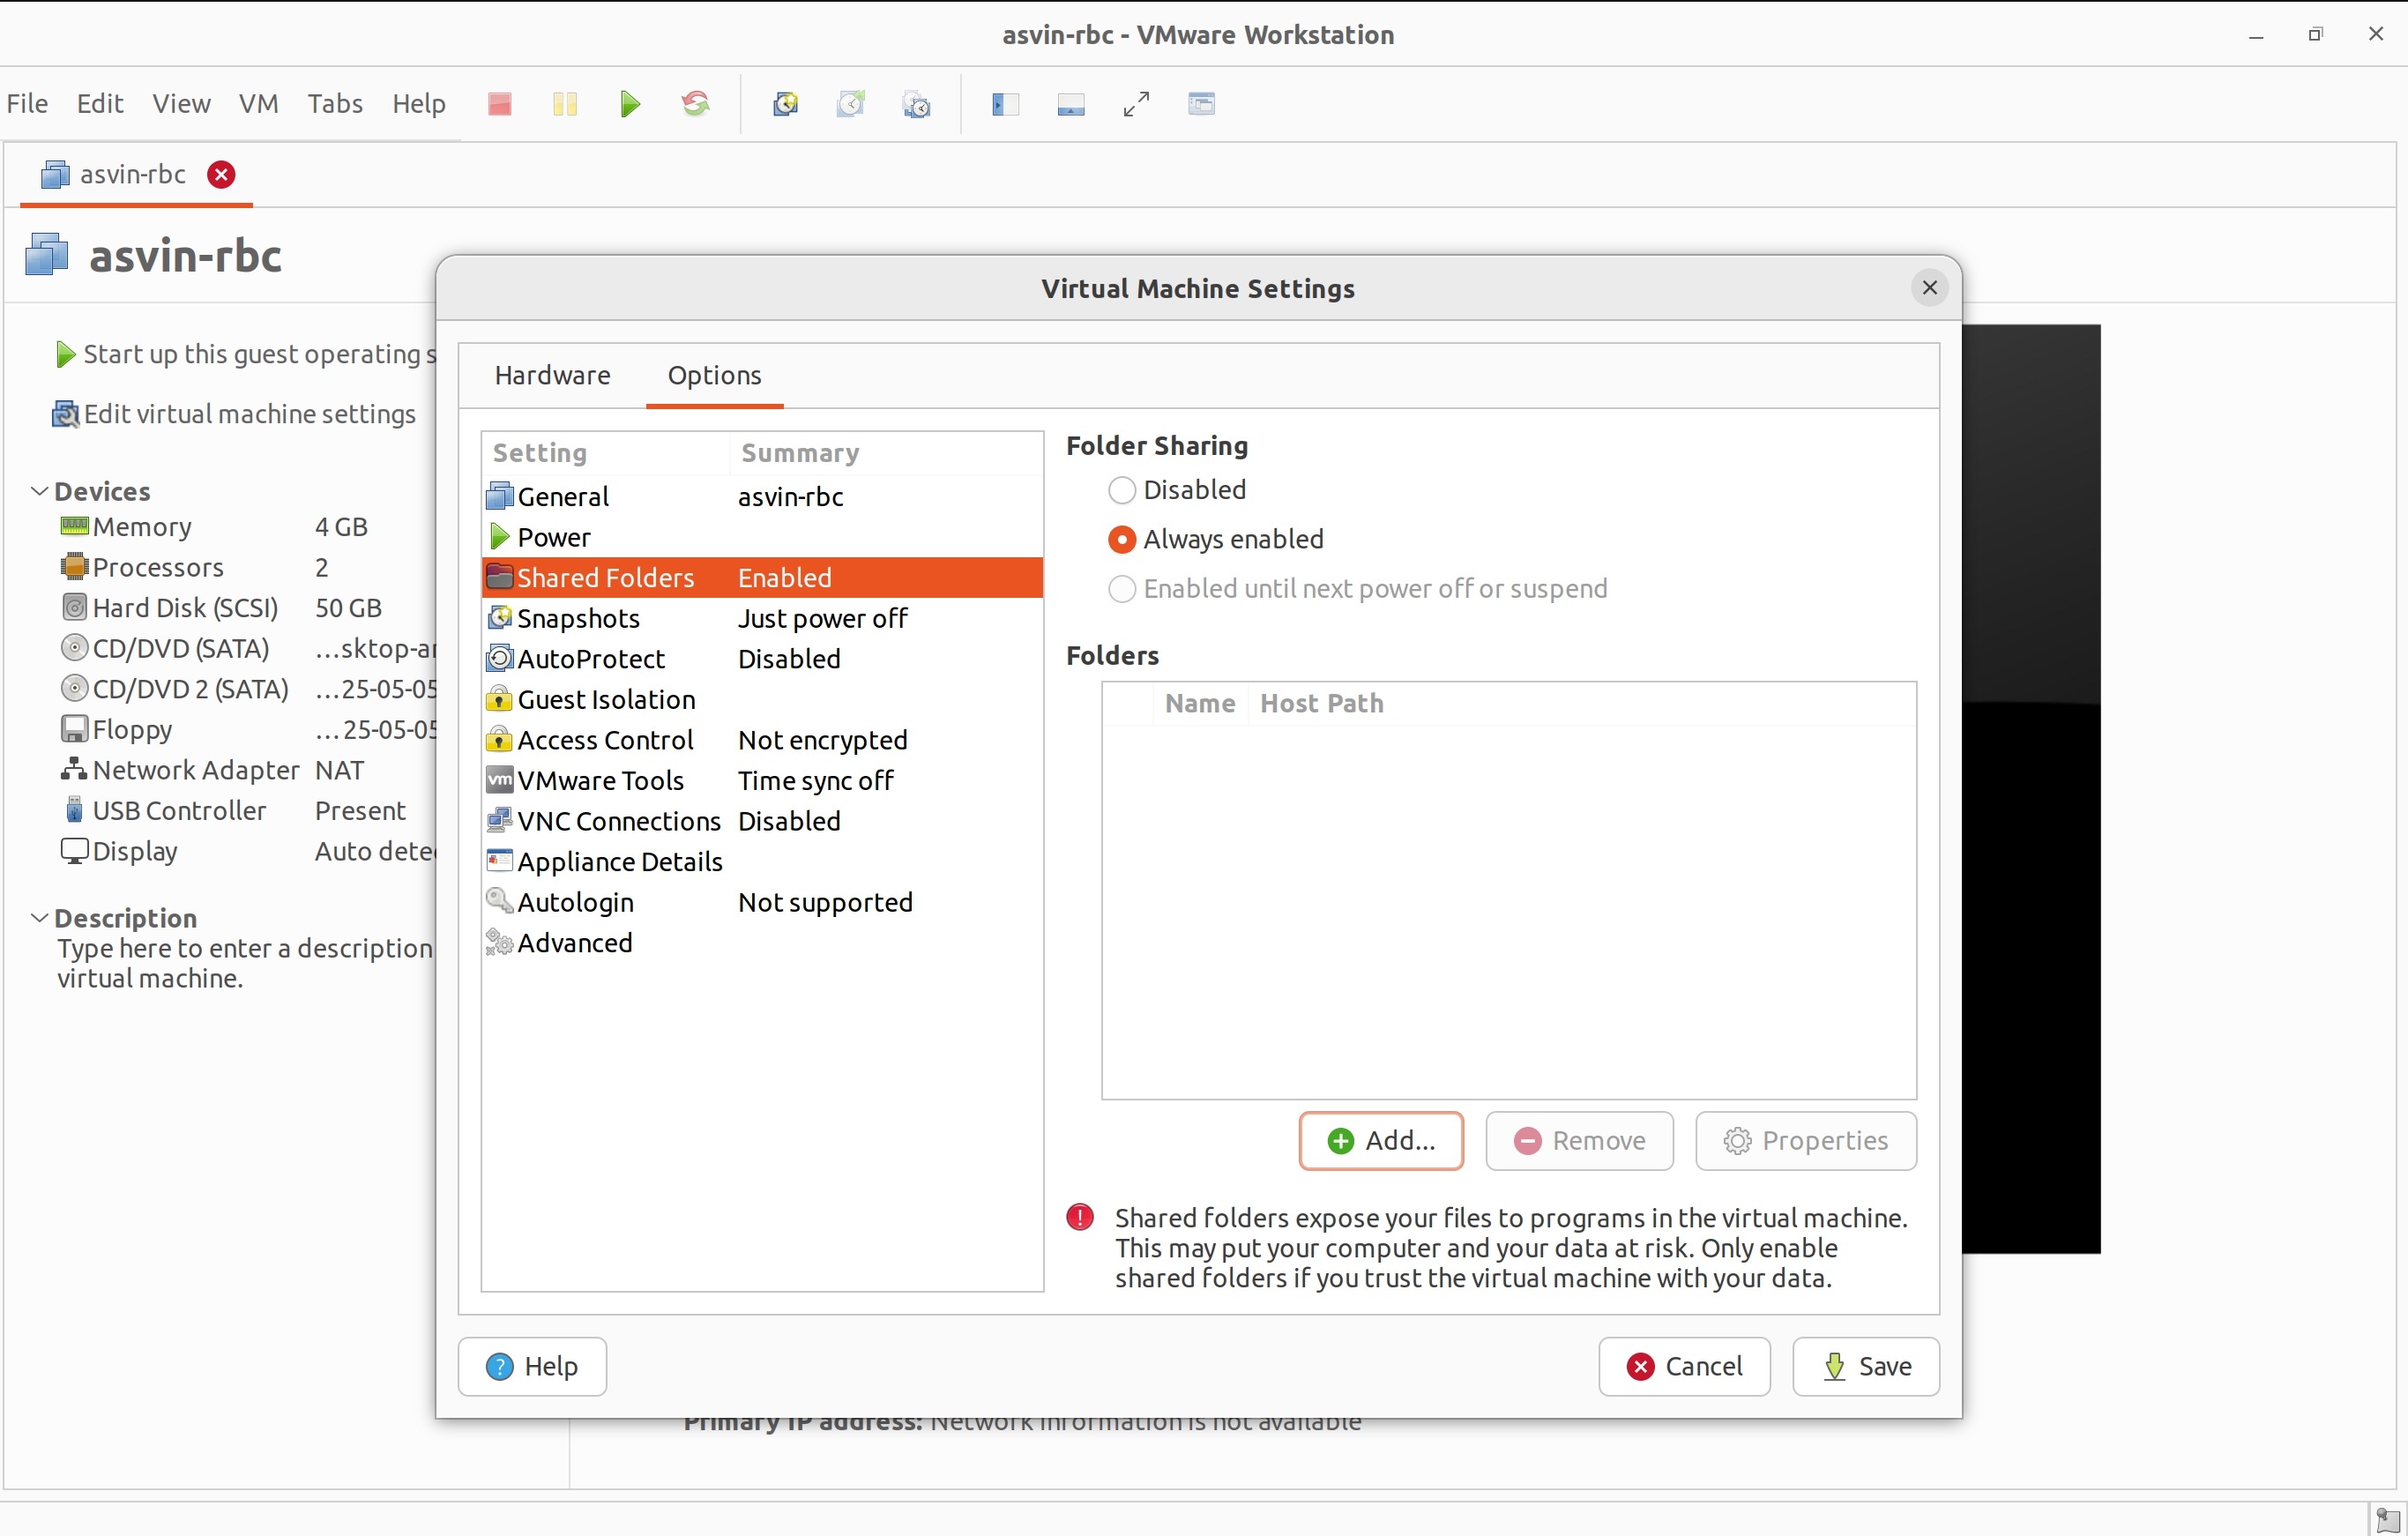 asvin-rbc - VMware Workstation
File Edit View VM Tabs Help
asvin-rbc
asvin-rbc
Start up this guest operating s
Edit virtual machine settings
Devices
Memory 4 GB
Processors 2
Hard Disk (SCSI) 50 GB
CD/DVD (SATA) ...sktop-ar
CD/DVD 2 (SATA) ...25-05-05
Floppy ...25-05-05
Network Adapter NAT
USB Controller Present
Display Auto detec
Description
Type here to enter a description
virtual machine.
Virtual Machine Settings
Hardware Options
Setting Summary
General asvin-rbc
Power
Shared Folders Enabled
Snapshots Just power off
AutoProtect Disabled
Guest Isolation
Access Control Not encrypted
vm VMware Tools Time sync off
VNC Connections Disabled
Appliance Details
Autologin Not supported
Advanced
Folder Sharing
Disabled
Always enabled
Enabled until next power off or suspend
Folders
Name Host Path
Add... Remove Properties
Shared folders expose your files to programs in the virtual machine.
This may put your computer and your data at risk. Only enable
shared folders if you trust the virtual machine with your data.
Help Cancel Save
Primary IP address: Network information is not available